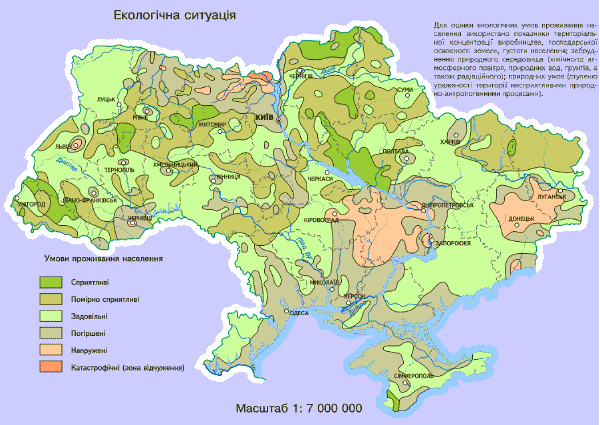 Екологічна ситуація
Для оцінки екологічних умов проживання на-
селення використано показники територіаль-
ної концентрації виробництва, господарської
освоєності земель, густоти населення; забруд-
нення природного середовища (хімічного: ат-
мосферного повітря, природних вод, ґрунтів, а
також радіаційного); природних умов (ступеню
ураженості території несприятливими природ-
но-антропогенними процесами).
ЧЕРНІГІВ
ЛУЦЬК
РІВНЕ
СУМИ
КИЇВ
ЖИТОМИР
ЛЬВІВ
ХАРКІВ
ПОЛТАВА
Дністер
ТЕРНОПІЛЬ
ХМЕЛЬНИЦЬКИЙ
ВІННИЦЯ
ЧЕРКАСИ
ЛУГАНСЬК
УЖГОРОД
ІВАНО-ФРАНКІВСЬК
ЧЕРНІВЦІ
КІРОВОГРАД
ДНІПРОПЕТРОВСЬК
ДОНЕЦЬК
ЗАПОРІЖЖЯ
МИКОЛАЇВ
ХЕРСОН
ОДЕСА
СІМФЕРОПОЛЬ
Умови проживання населення
Сприятливі
Помірно сприятливі
Задовільні
Погіршені
Напружені
Катастрофічні (зона відчуження)
Масштаб 1: 7 000 000